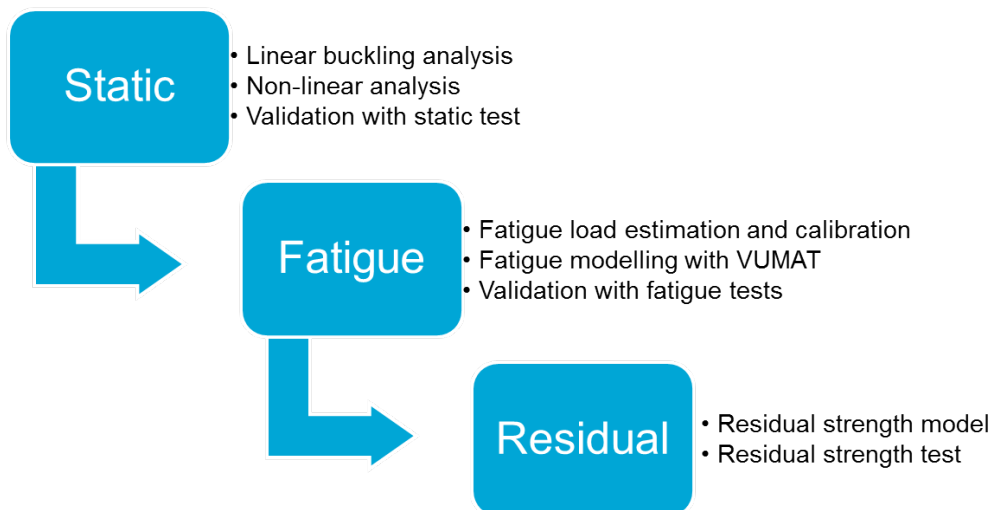 Static
• Linear buckling analysis
• Non-linear analysis
• Validation with static test
Fatigue
• Fatigue load estimation and calibration
• Fatigue modelling with VUMAT
• Validation with fatigue tests
Residual
• Residual strength model
• Residual strength test